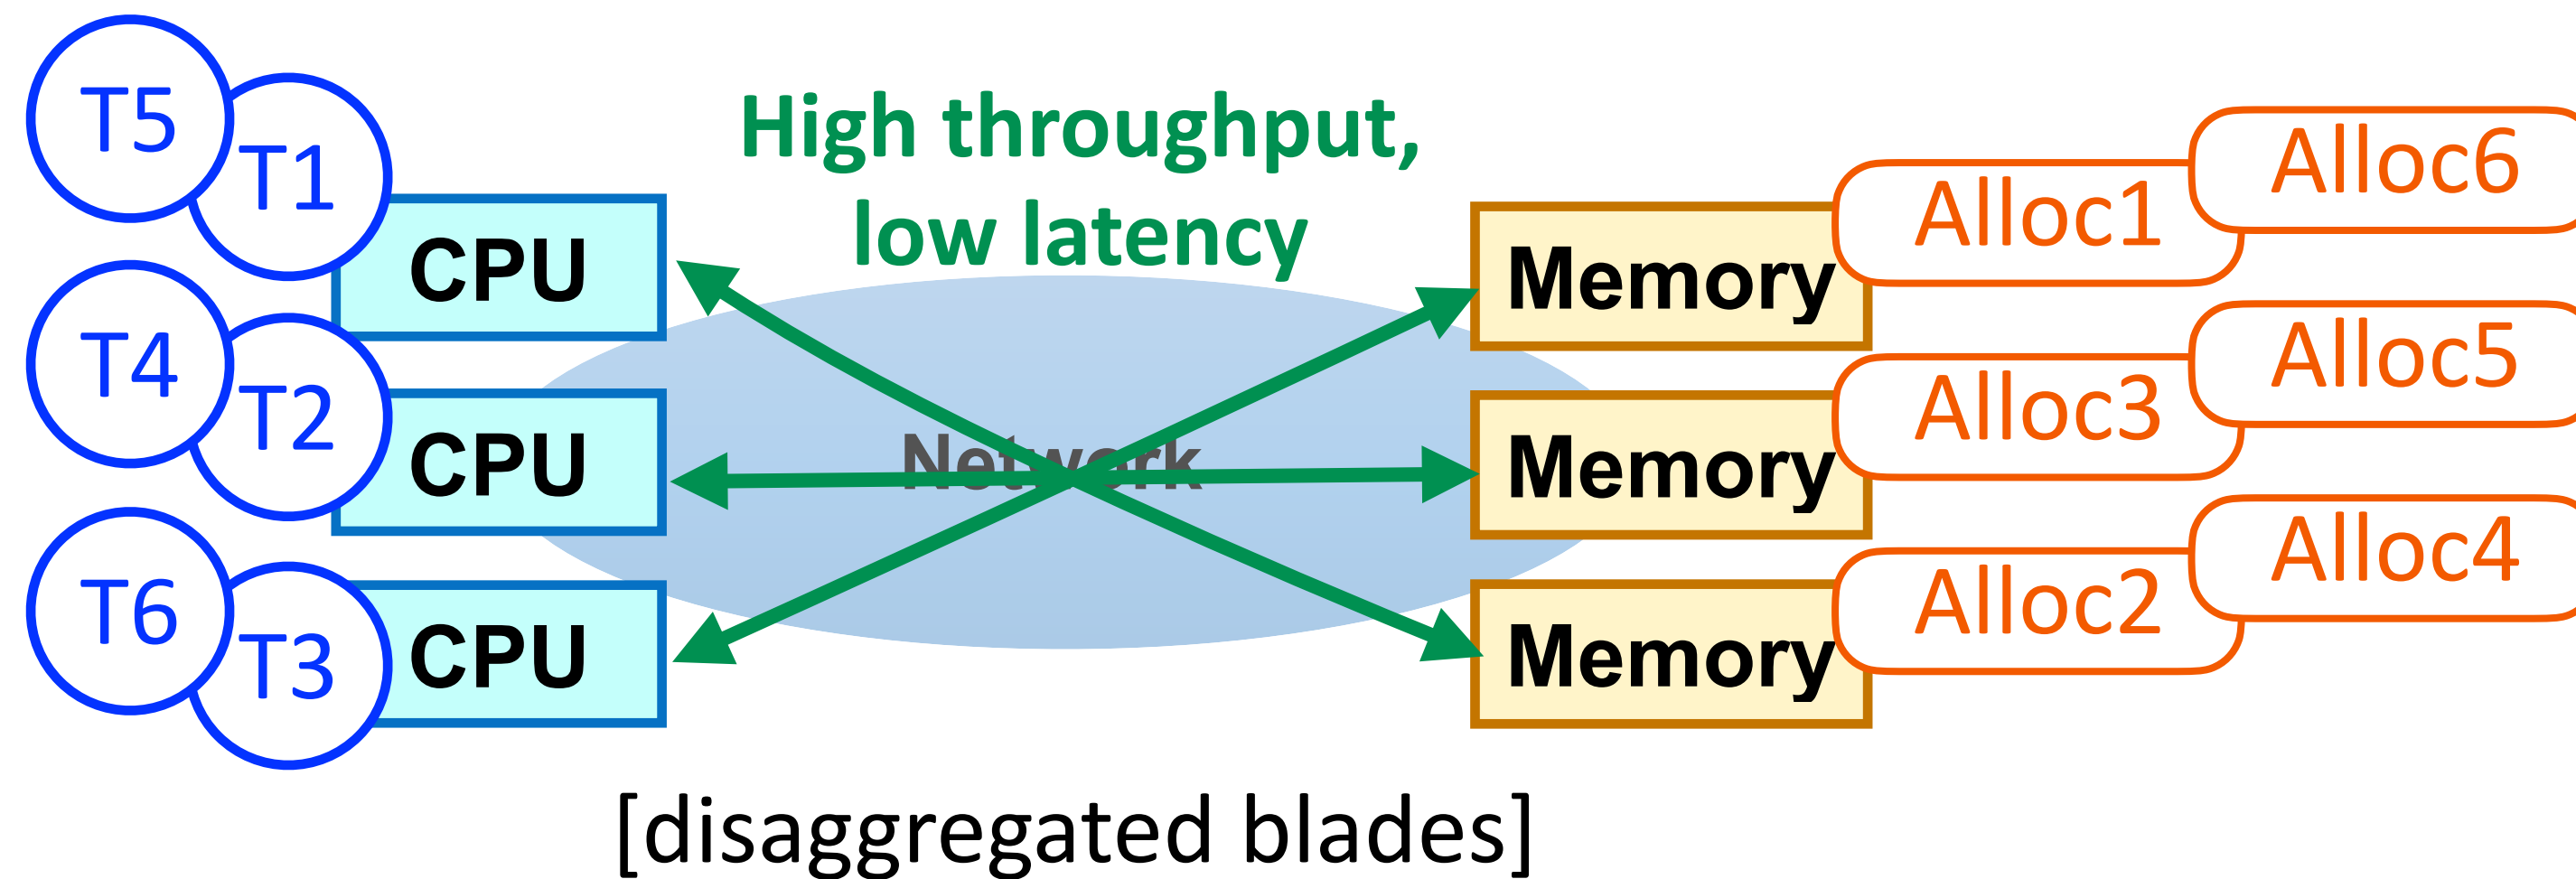 T5
T1
CPU
T4
T2
CPU
T6
T3
CPU
High throughput,
low latency
Network
Memory
Alloc1
Alloc6
Memory
Alloc3
Alloc5
Memory
Alloc2
Alloc4
[disaggregated blades]